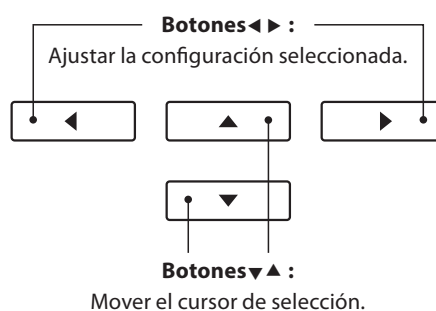 Botones◀ ▶ :
Ajustar la configuración seleccionada.
◀ ▲ ▶
▼
Botones▼▲ :
Mover el cursor de selección.